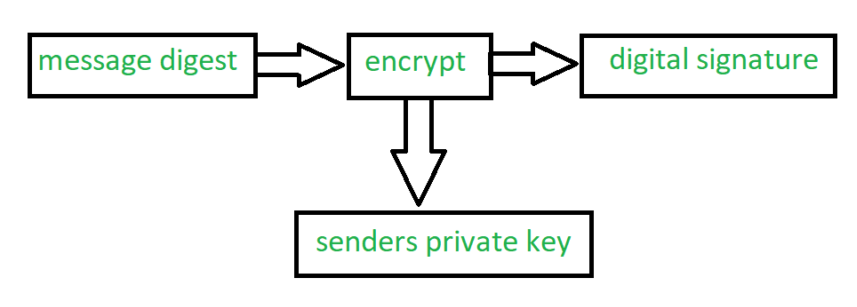 message digest
encrypt
digital signature
senders private key